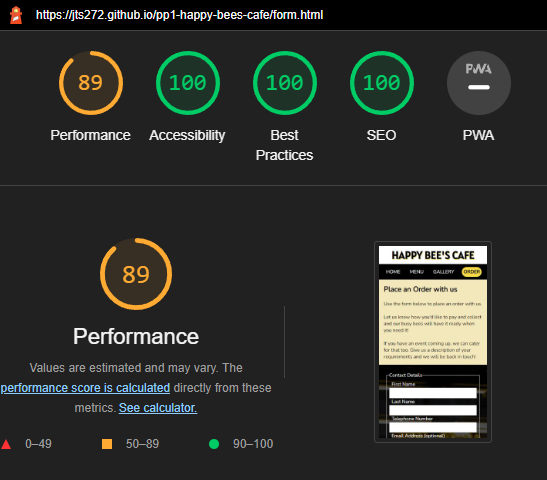 https://jts272.github.io/pp1-happy-bees-cafe/form.html
89
100
100
100
PWA
Performance
Accessibility
Best
Practices
SEO
PWA
89
Performance
Values are estimated and may vary. The
performance score is calculated directly from these
metrics. See calculator.
0–49
50–89
90–100
HAPPY BEE'S CAFE
HOME
MENU
GALLERY
ORDER
Place an Order with us
Use the form below to place an order with us.
Let us know how you'd like to pay and collect
and our busy bees will have it ready when
you need it!
If you have an event coming up, we can cater
for that too. Give us a description of your
requirements and we will be back in touch!
Contact Details
First Name
Last Name
Telephone Number
Email Address (optional)